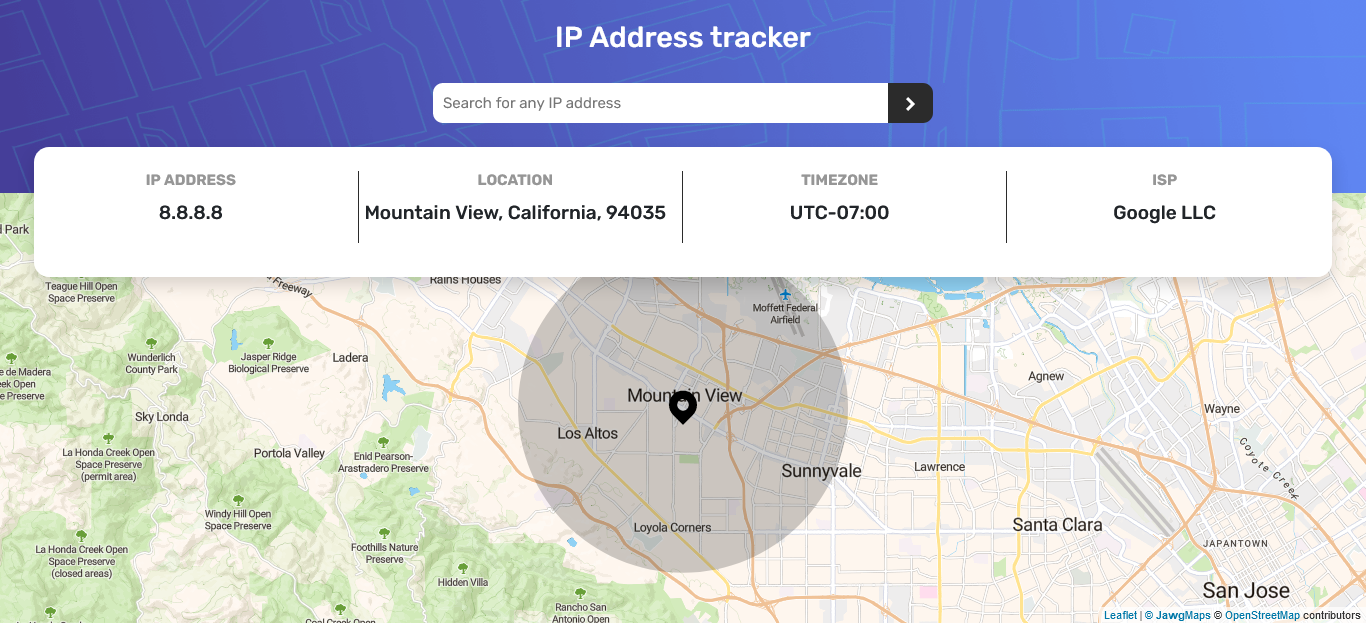 IP Address tracker
Search for any IP address
IP ADDRESS
8.8.8.8
LOCATION
Mountain View, California, 94035
TIMEZONE
UTC-07:00
ISP
Google LLC
Park
Teague Hill Open
Space Preserve
Freeway
Rains Houses
Moffett Federal
Airfield
Wunderlich
County Park
Jasper Ridge
Biological Preserve
Ladera
de Madera
eek Open
e Preserve
Agnew
Mountain View
Wayne
Sky Londa
Los Altos
La Honda Creek Open
Space Preserve
(permit area)
Portola Valley
Enid Pearson-
Arastradero Preserve
Sunnyvale
Lawrence
Coyote Creek
Windy Hill Open
Space Preserve
Loyola Corners
Santa Clara
La Honda Creek Open
Space Preserve
(closed areas)
Foothills Nature
Preserve
JAPANTOWN
Hidden Villa
San Jose
Rancho San
Antonio Open
Coal Creek Open
Leaflet | © JawgMaps © OpenStreetMap contributors